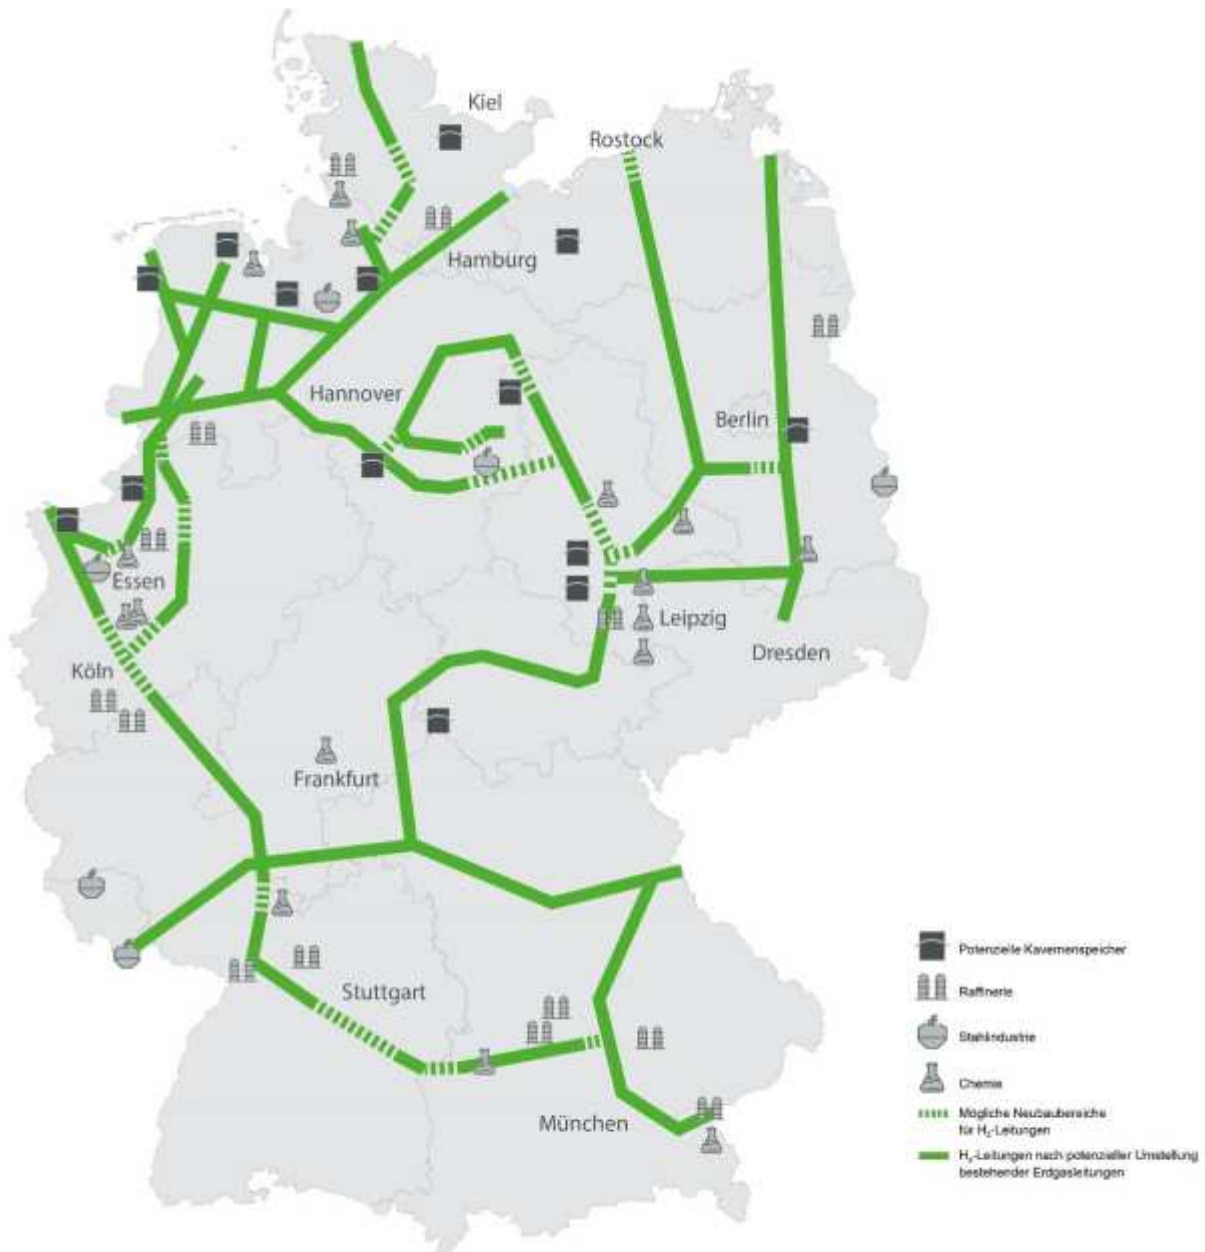 Kiel
Rostock
Hamburg
Hannover
Berlin
Essen
Leipzig
Köln
Dresden
Frankfurt
Stuttgart
München
Potenzielle Kavernenspeicher
Raffinerie
Stahlindustrie
Chemie
Mögliche Neubaubereiche
für H₂-Leitungen
H₂-Leitungen nach potenzieller Umstellung
bestehender Erdgasleitungen